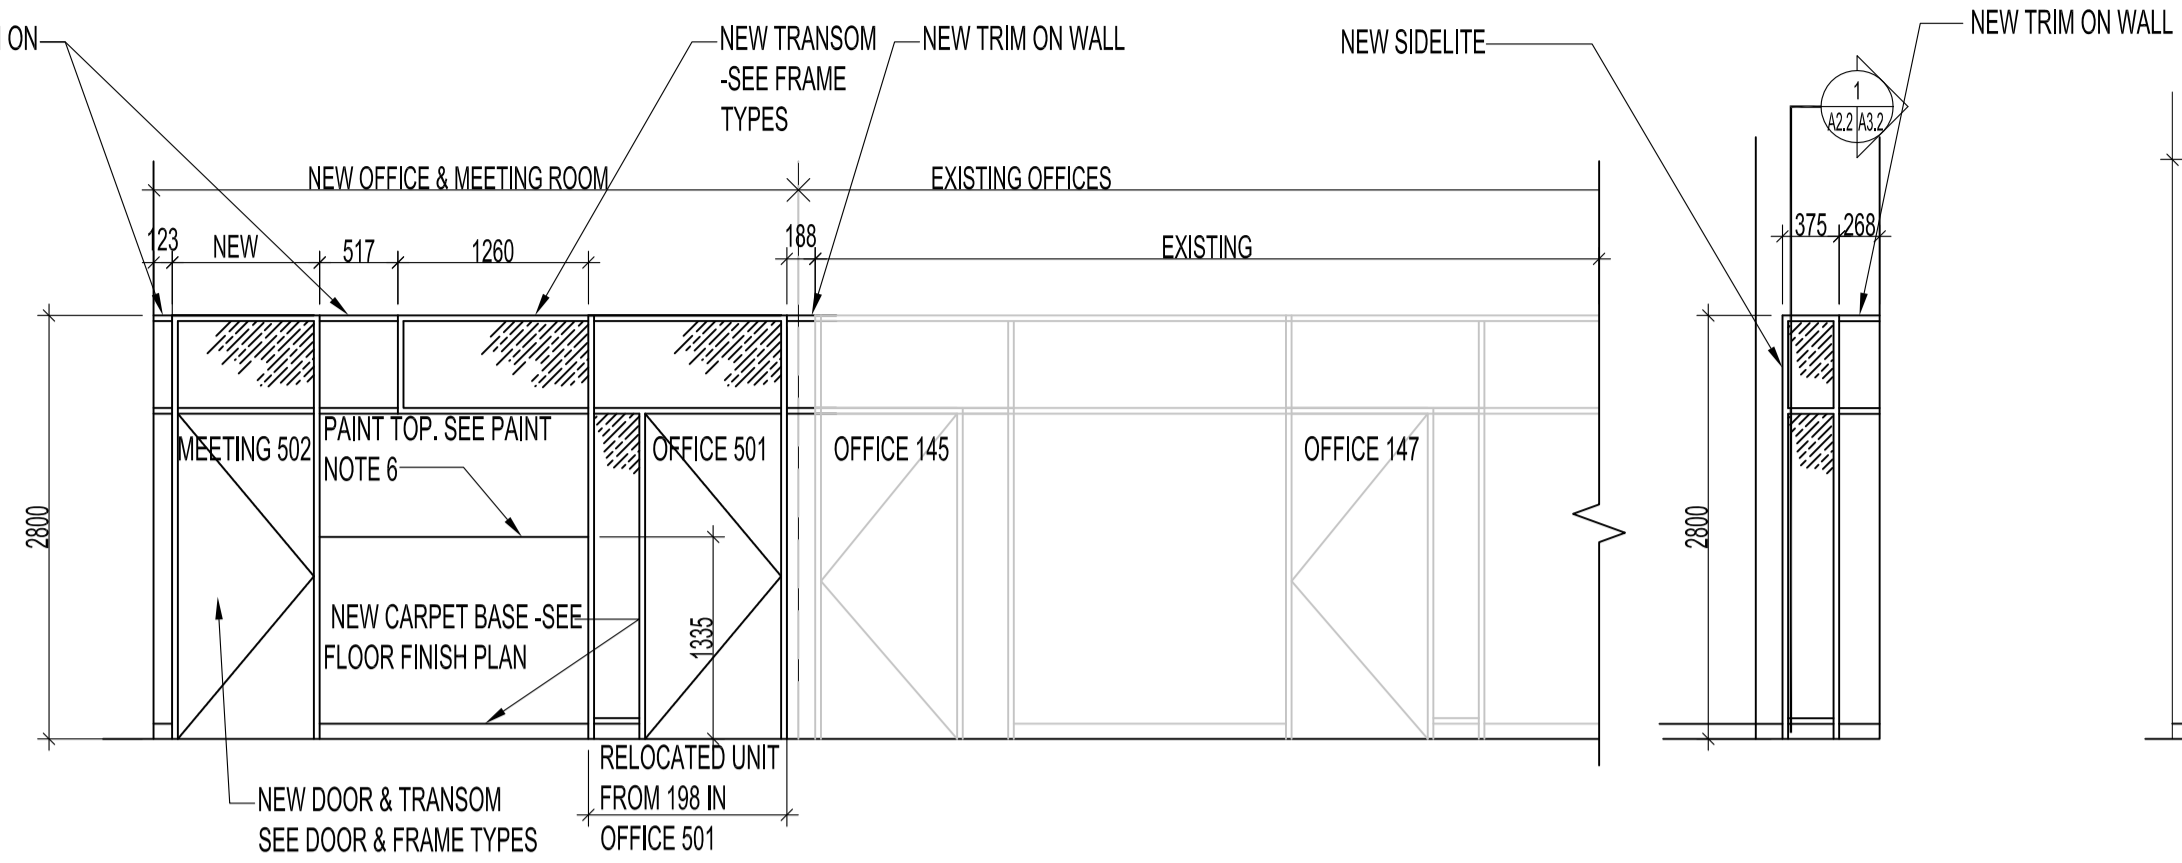 ON
NEW TRANSOM
-SEE FRAME
TYPES
NEW TRIM ON WALL
NEW SIDELITE
NEW TRIM ON WALL
1
A2.2 A3.2
NEW OFFICE & MEETING ROOM
EXISTING OFFICES
123
NEW
517
1260
188
EXISTING
375
268
MEETING 502
PAINT TOP. SEE PAINT
NOTE 6
OFFICE 501
OFFICE 145
OFFICE 147
2800
2800
NEW CARPET BASE -SEE
FLOOR FINISH PLAN
1335
RELOCATED UNIT
FROM 198 IN
OFFICE 501
NEW DOOR & TRANSOM
SEE DOOR & FRAME TYPES